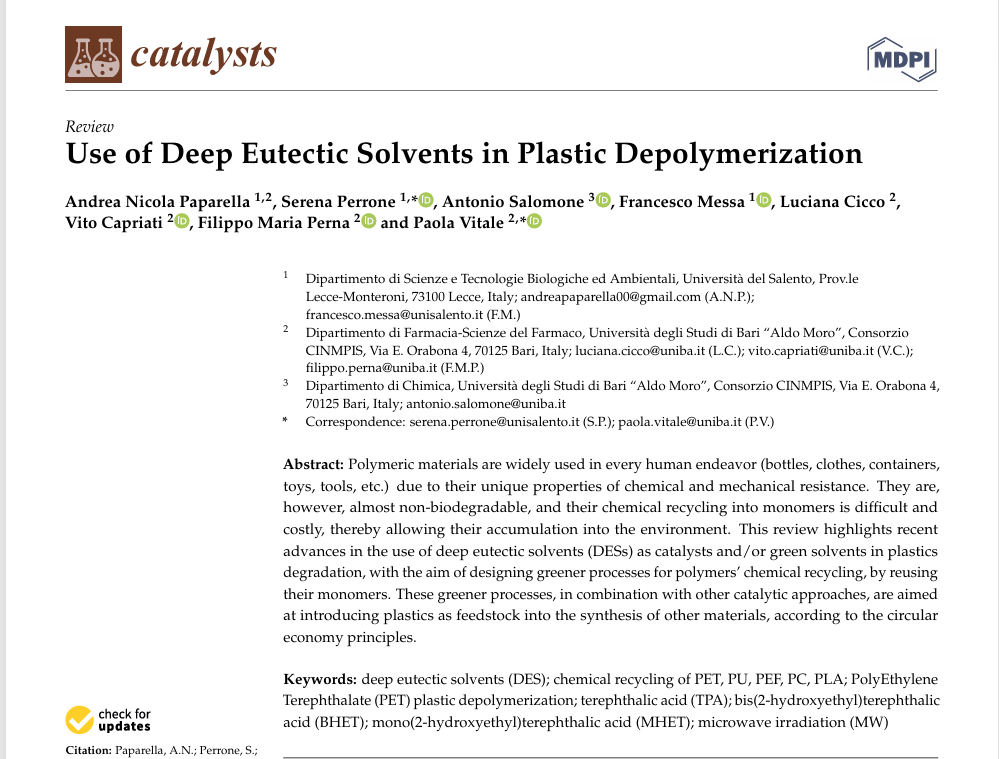 catalysts
MDPI
Review
Use of Deep Eutectic Solvents in Plastic Depolymerization
Andrea Nicola Paparella 1,2, Serena Perrone 1,*iD, Antonio Salomone 3iD, Francesco Messa 1iD, Luciana Cicco 2,
Vito Capriati 2iD, Filippo Maria Perna 2iD and Paola Vitale 2,*iD
1 Dipartimento di Scienze e Tecnologie Biologiche ed Ambientali, Università del Salento, Prov.le
Lecce-Monteroni, 73100 Lecce, Italy; andreapaparella00@gmail.com (A.N.P.);
francesco.messa@unisalento.it (F.M.)
2 Dipartimento di Farmacia-Scienze del Farmaco, Università degli Studi di Bari “Aldo Moro”, Consorzio
CINMPIS, Via E. Orabona 4, 70125 Bari, Italy; luciana.cicco@uniba.it (L.C.); vito.capriati@uniba.it (V.C.);
filippo.perna@uniba.it (F.M.P.)
3 Dipartimento di Chimica, Università degli Studi di Bari “Aldo Moro”, Consorzio CINMPIS, Via E. Orabona 4,
70125 Bari, Italy; antonio.salomone@uniba.it
* Correspondence: serena.perrone@unisalento.it (S.P.); paola.vitale@uniba.it (P.V.)
Abstract: Polymeric materials are widely used in every human endeavor (bottles, clothes, containers,
toys, tools, etc.) due to their unique properties of chemical and mechanical resistance. They are,
however, almost non-biodegradable, and their chemical recycling into monomers is difficult and
costly, thereby allowing their accumulation into the environment. This review highlights recent
advances in the use of deep eutectic solvents (DESs) as catalysts and/or green solvents in plastics
degradation, with the aim of designing greener processes for polymers’ chemical recycling, by reusing
their monomers. These greener processes, in combination with other catalytic approaches, are aimed
at introducing plastics as feedstock into the synthesis of other materials, according to the circular
economy principles.
Keywords: deep eutectic solvents (DES); chemical recycling of PET, PU, PEF, PC, PLA; PolyEthylene
Terephthalate (PET) plastic depolymerization; terephthalic acid (TPA); bis(2-hydroxyethyl)terephthalic
acid (BHET); mono(2-hydroxyethyl)terephthalic acid (MHET); microwave irradiation (MW)
check for
updates
Citation: Paparella, A.N.; Perrone, S.;